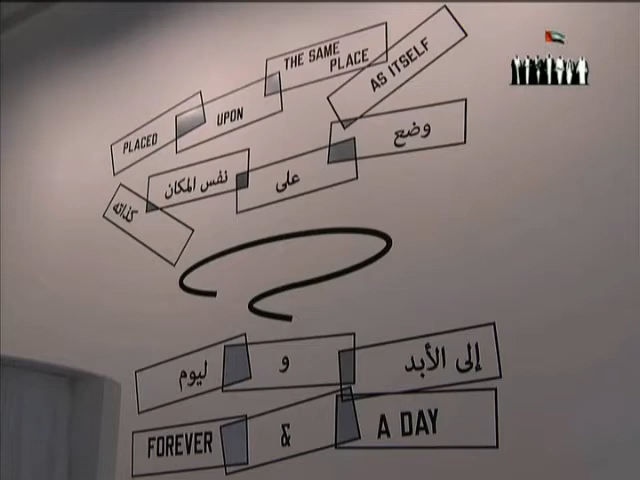 PLACED UPON THE SAME PLACE AS ITSELF
وضع على نفس المكان كذاته
إلى الأبد و ليوم
FOREVER & A DAY